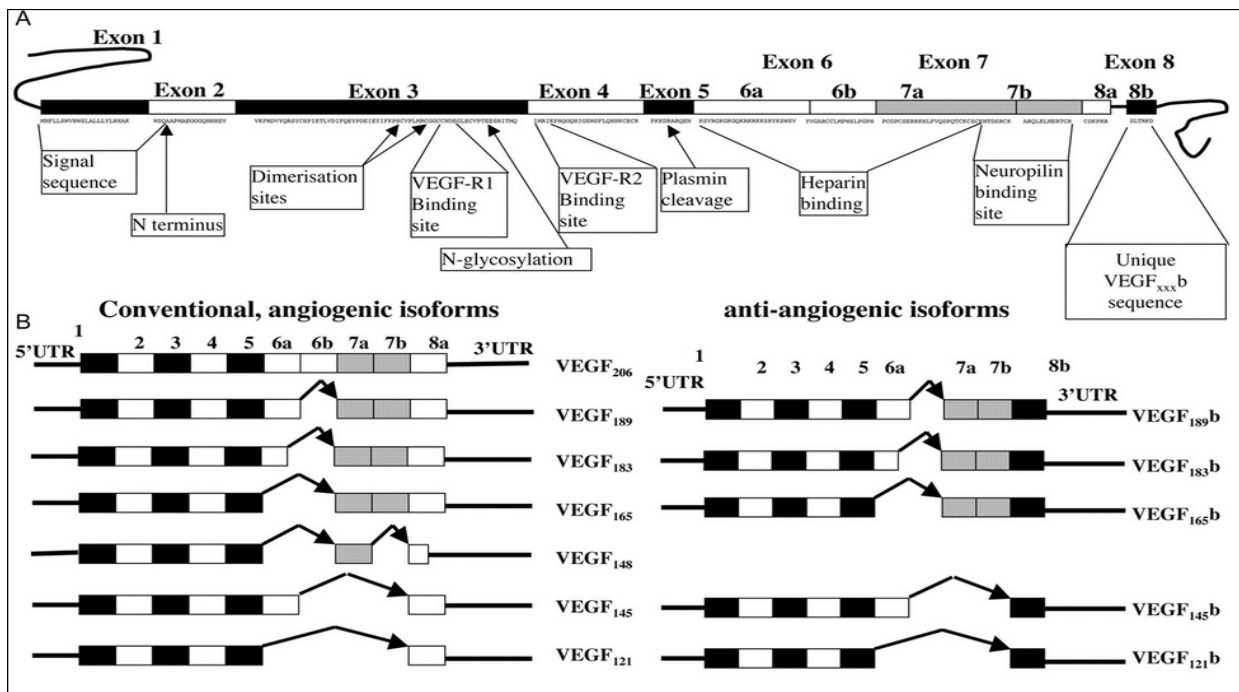 A
Exon 1
Exon 2
Exon 3
Exon 4
Exon 5
Exon 6
6a
6b
Exon 7
7a
7b
Exon 8
8a
8b
SLTRKD
CDKPRR
Signal
sequence
N terminus
Dimerisation
sites
VEGF-R1
Binding
site
N-glycosylation
VEGF-R2
Binding
site
Plasmin
cleavage
Heparin
binding
Neuropilin
binding
site
Unique
VEGFxxxb
sequence
B
Conventional, angiogenic isoforms
1
5'UTR
2 3 4 5 6a 6b 7a 7b 8a
3'UTR
VEGF206
VEGF189
VEGF183
VEGF165
VEGF148
VEGF145
VEGF121
anti-angiogenic isoforms
1
5'UTR
2 3 4 5 6a 7a 7b 8b
3'UTR
VEGF189b
VEGF183b
VEGF165b
VEGF145b
VEGF121b